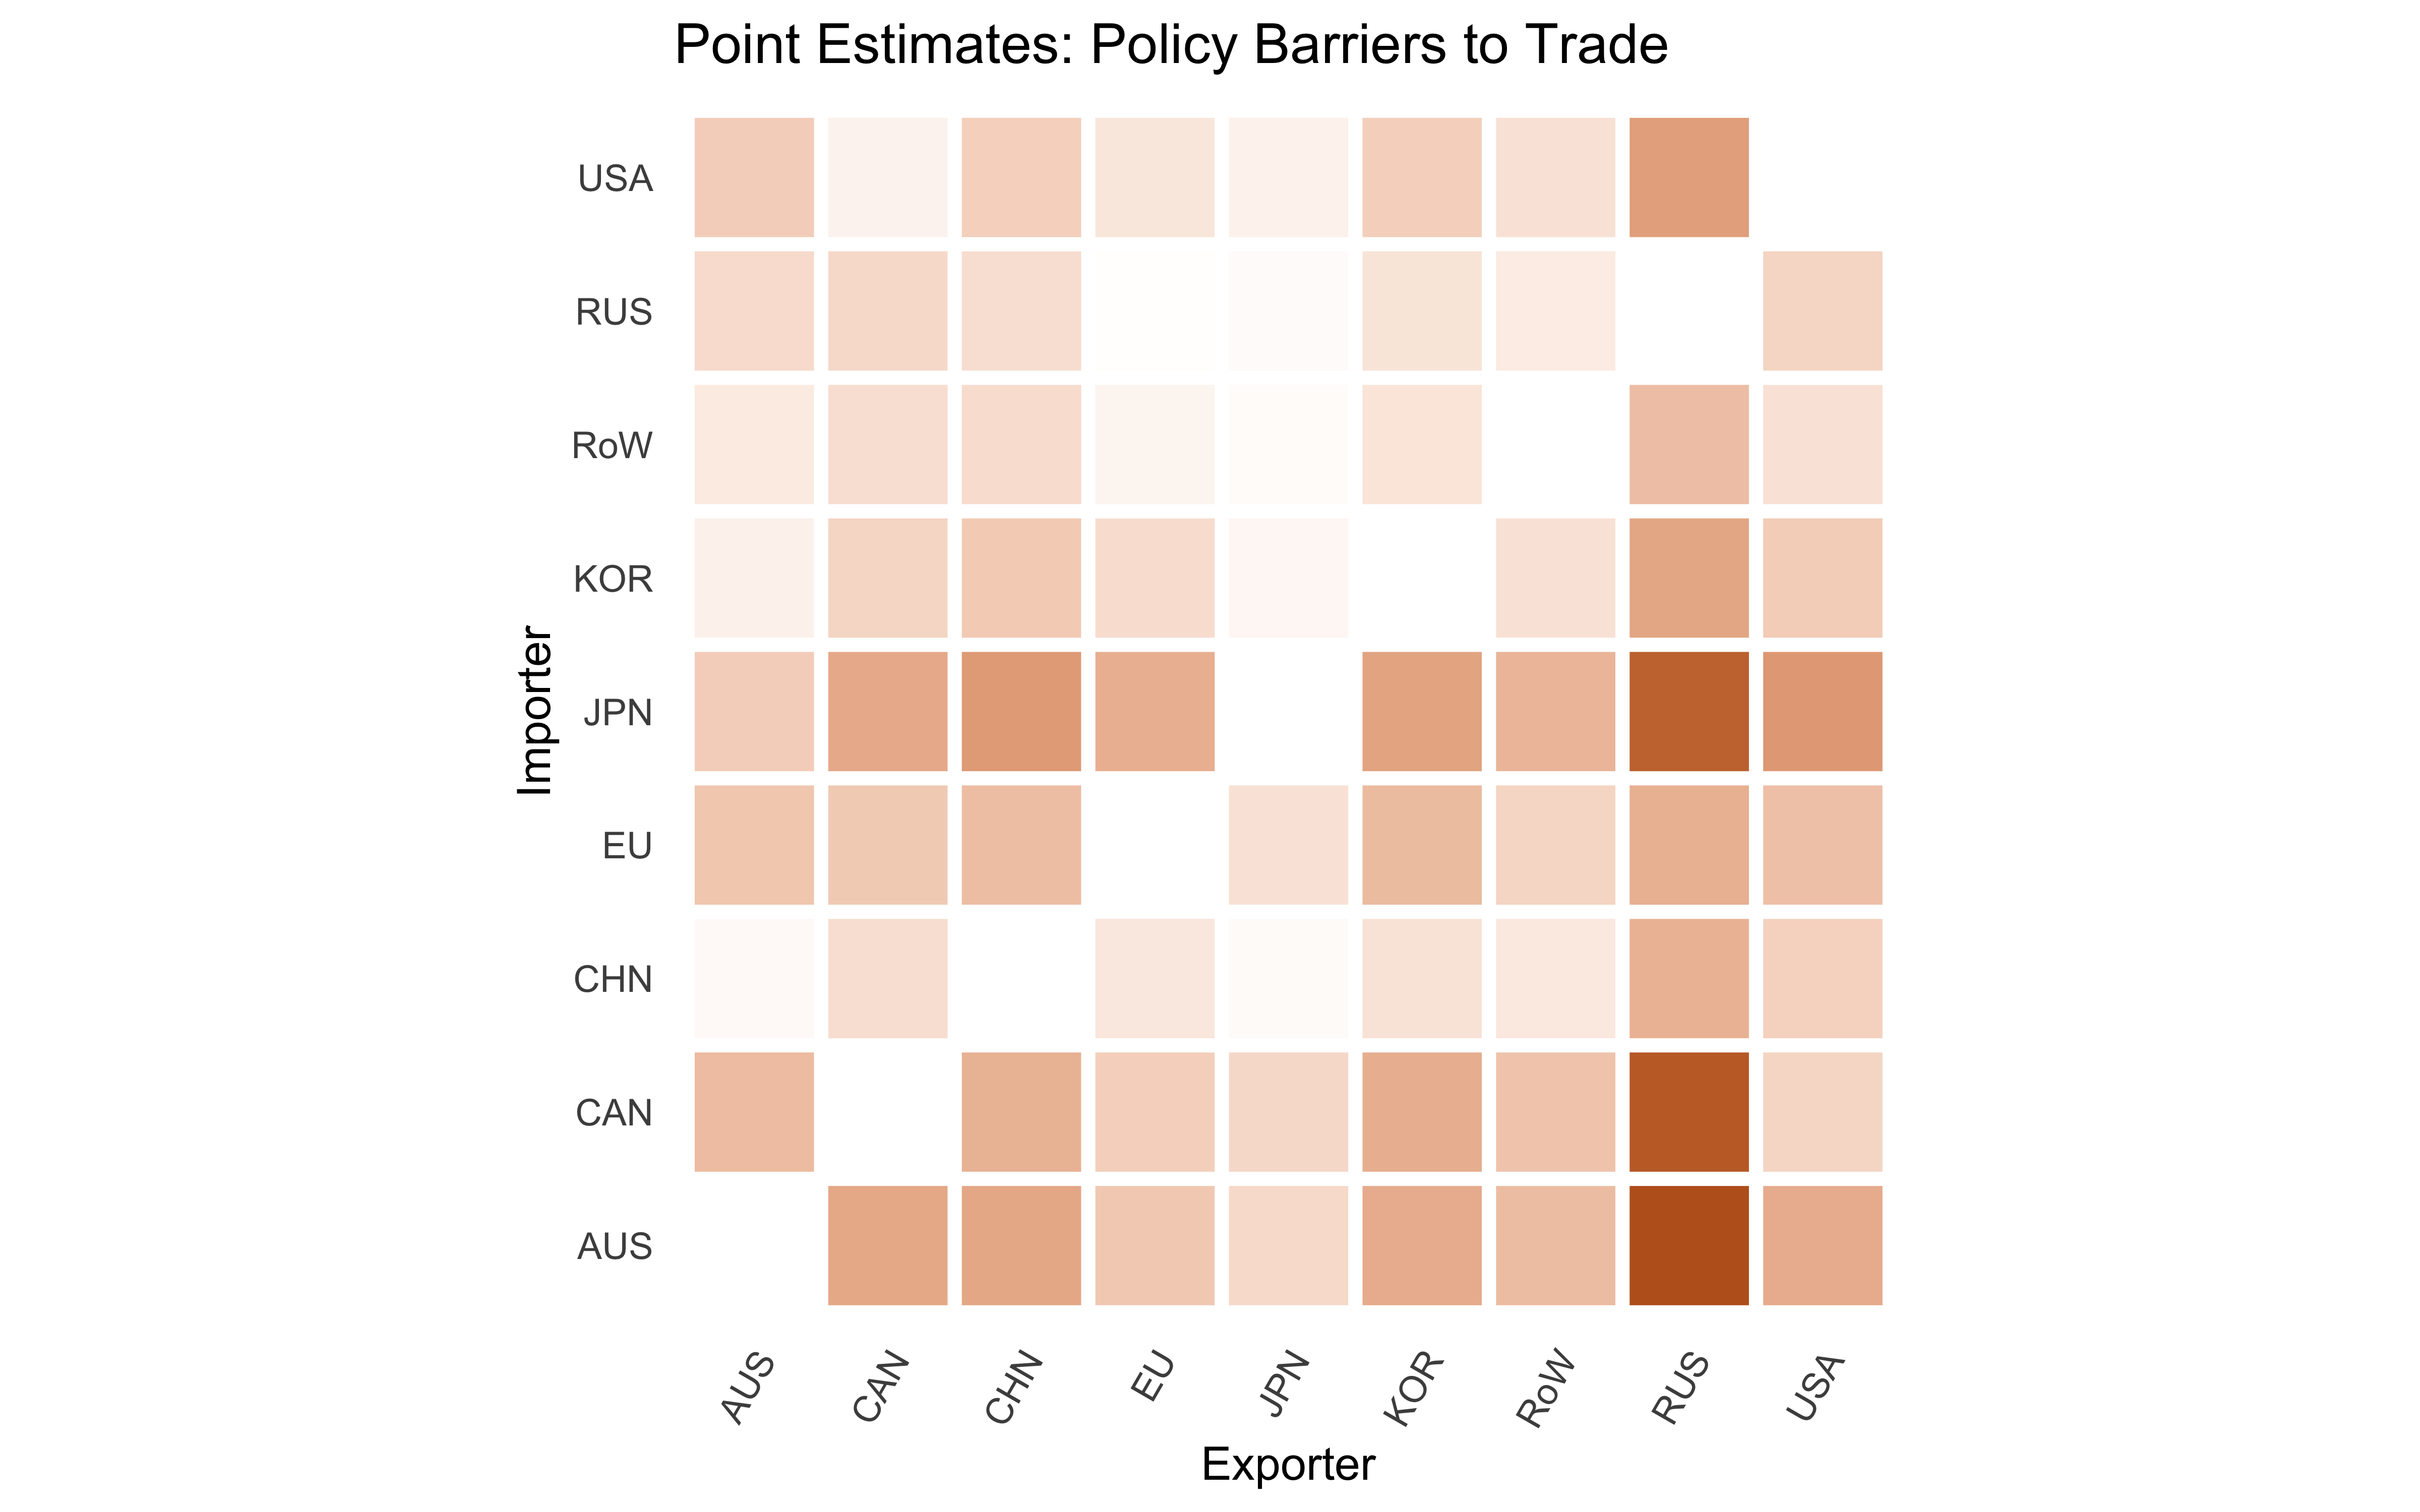 Point Estimates: Policy Barriers to Trade
USA
RUS
RoW
KOR
JPN
EU
CHN
CAN
AUS
Importer
AUS
CAN
CHN
EU
JPN
KOR
RoW
RUS
USA
Exporter